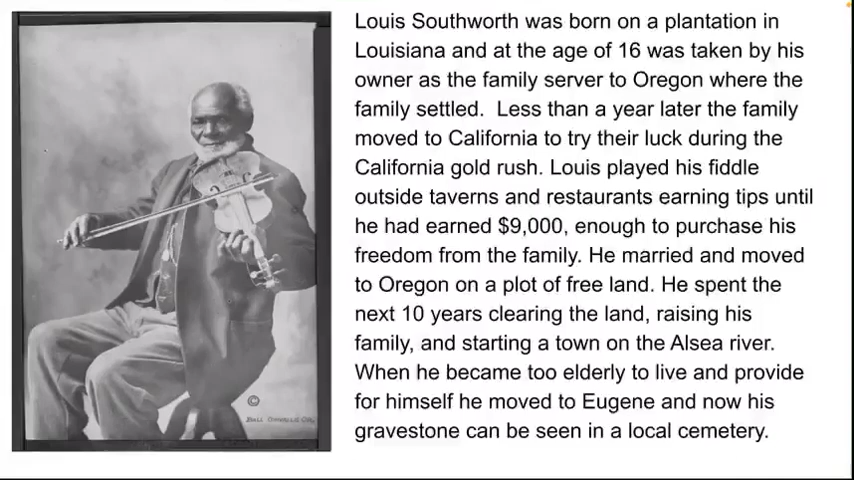 Louis Southworth was born on a plantation in
Louisiana and at the age of 16 was taken by his
owner as the family server to Oregon where the
family settled.  Less than a year later the family
moved to California to try their luck during the
California gold rush. Louis played his fiddle
outside taverns and restaurants earning tips until
he had earned $9,000, enough to purchase his
freedom from the family. He married and moved
to Oregon on a plot of free land. He spent the
next 10 years clearing the land, raising his
family, and starting a town on the Alsea river.
When he became too elderly to live and provide
for himself he moved to Eugene and now his
gravestone can be seen in a local cemetery.
©